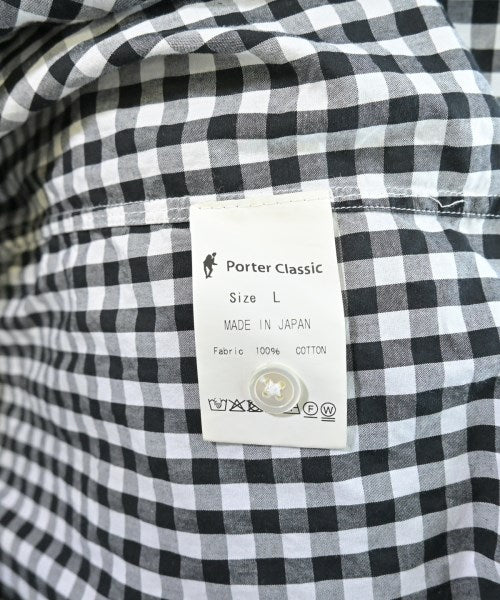 Porter Classic
Size L
MADE IN JAPAN
Fabric 100% COTTON
F W